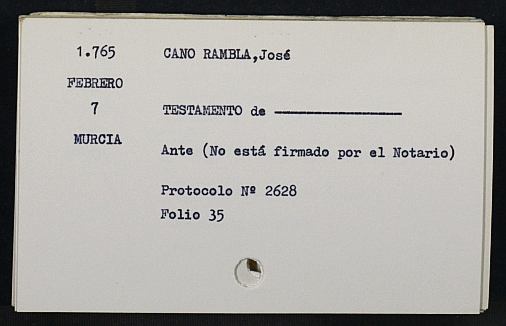 1.765 CANO RAMBLA,José
FEBRERO
7 TESTAMENTO de ----------------
MURCIA
Ante (No está firmado por el Notario)
Protocolo Nº 2628
Folio 35